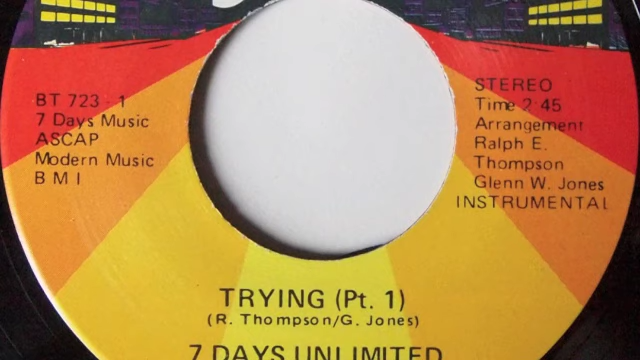 BT 723-1
7 Days Music
ASCAP
Modern Music
B M I
STEREO
Time 2:45
Arrangement
Ralph E.
Thompson
Glenn W. Jones
INSTRUMENTAL
TRYING (Pt. 1)
(R. Thompson/G. Jones)
7 DAYS UNLIMITED